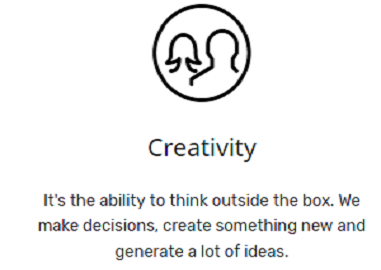 Creativity
It's the ability to think outside the box. We
make decisions, create something new and
generate a lot of ideas.